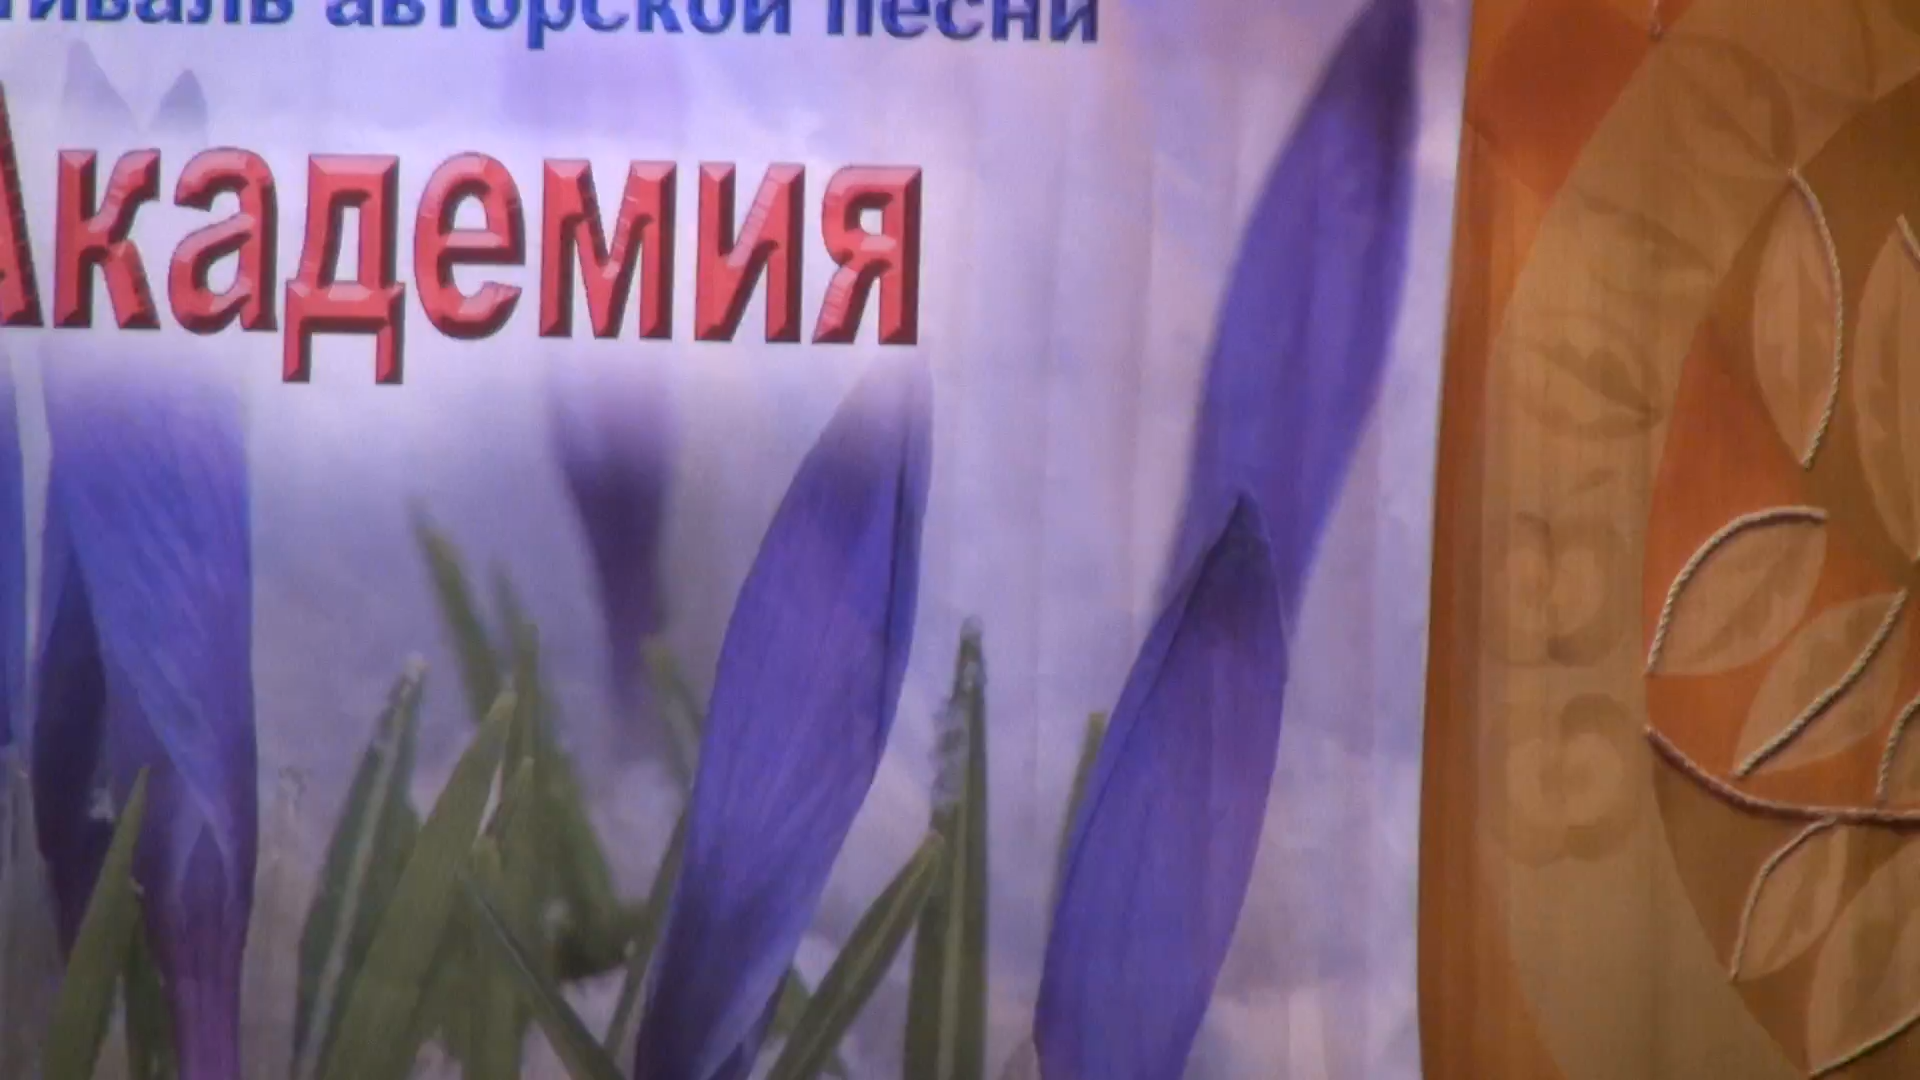 тиваль авторской песни
Академия